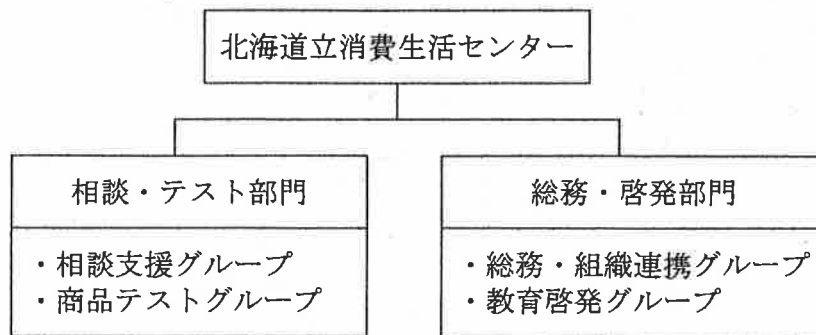 北海道立消費生活センター
相談・テスト部門
・相談支援グループ
・商品テストグループ
総務・啓発部門
・総務・組織連携グループ
・教育啓発グループ